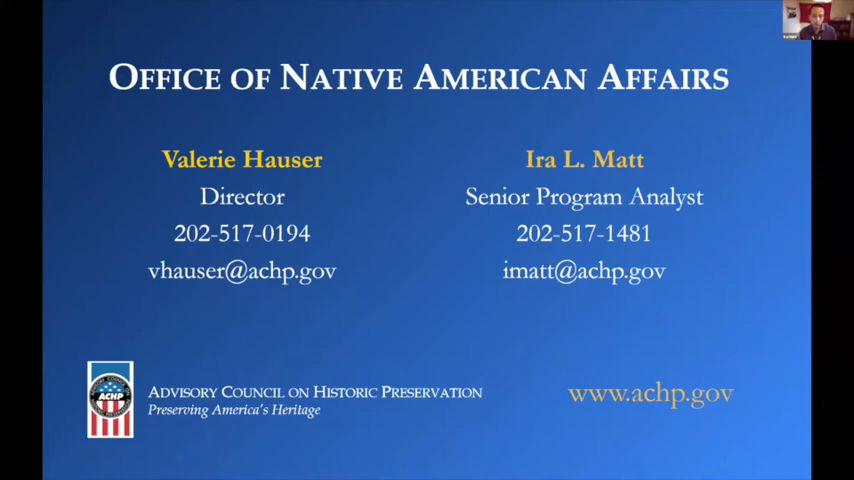 OFFICE OF NATIVE AMERICAN AFFAIRS
Valerie Hauser
Director
202-517-0194
vhauser@achp.gov
Ira L. Matt
Senior Program Analyst
202-517-1481
imatt@achp.gov
ACHP
ADVISORY COUNCIL ON HISTORIC PRESERVATION
Preserving America's Heritage
www.achp.gov